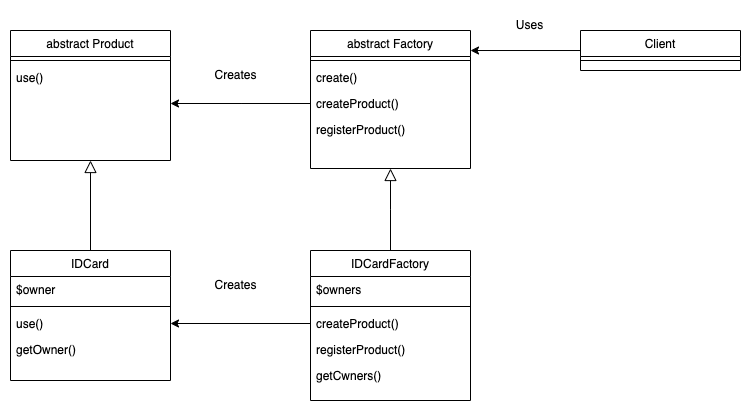 Uses
abstract Product
abstract Factory
Client
use()
Creates
create()
createProduct()
registerProduct()
IDCard
IDCardFactory
$owner
Creates
$owners
use()
getOwner()
createProduct()
registerProduct()
getCwners()